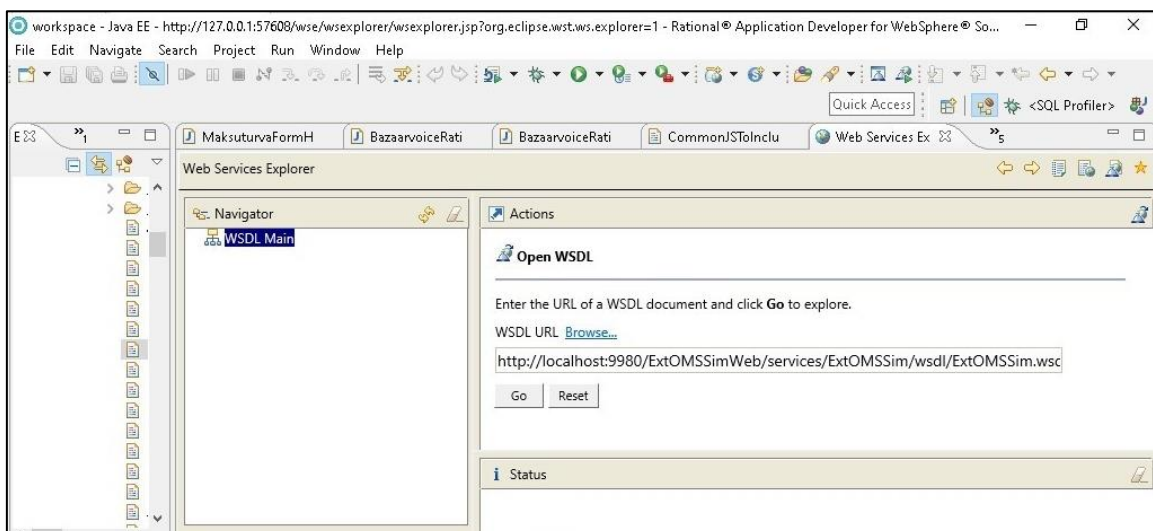 workspace - Java EE - http://127.0.0.1:57608/wse/wsexplorer/wsexplorer.jsp?org.eclipse.wst.ws.explorer=1 - Rational® Application Developer for WebSphere® So...
File Edit Navigate Search Project Run Window Help
Quick Access <SQL Profiler>
E »1 MaksuturvaFormH BazaarvoiceRati BazaarvoiceRati CommonJSToInclu Web Services Ex »5
Web Services Explorer
Navigator
WSDL Main
Actions
Open WSDL
Enter the URL of a WSDL document and click Go to explore.
WSDL URL Browse...
http://localhost:9980/ExtOMSSimWeb/services/ExtOMSSim/wsdl/ExtOMSSim.wsc
Go Reset
i Status